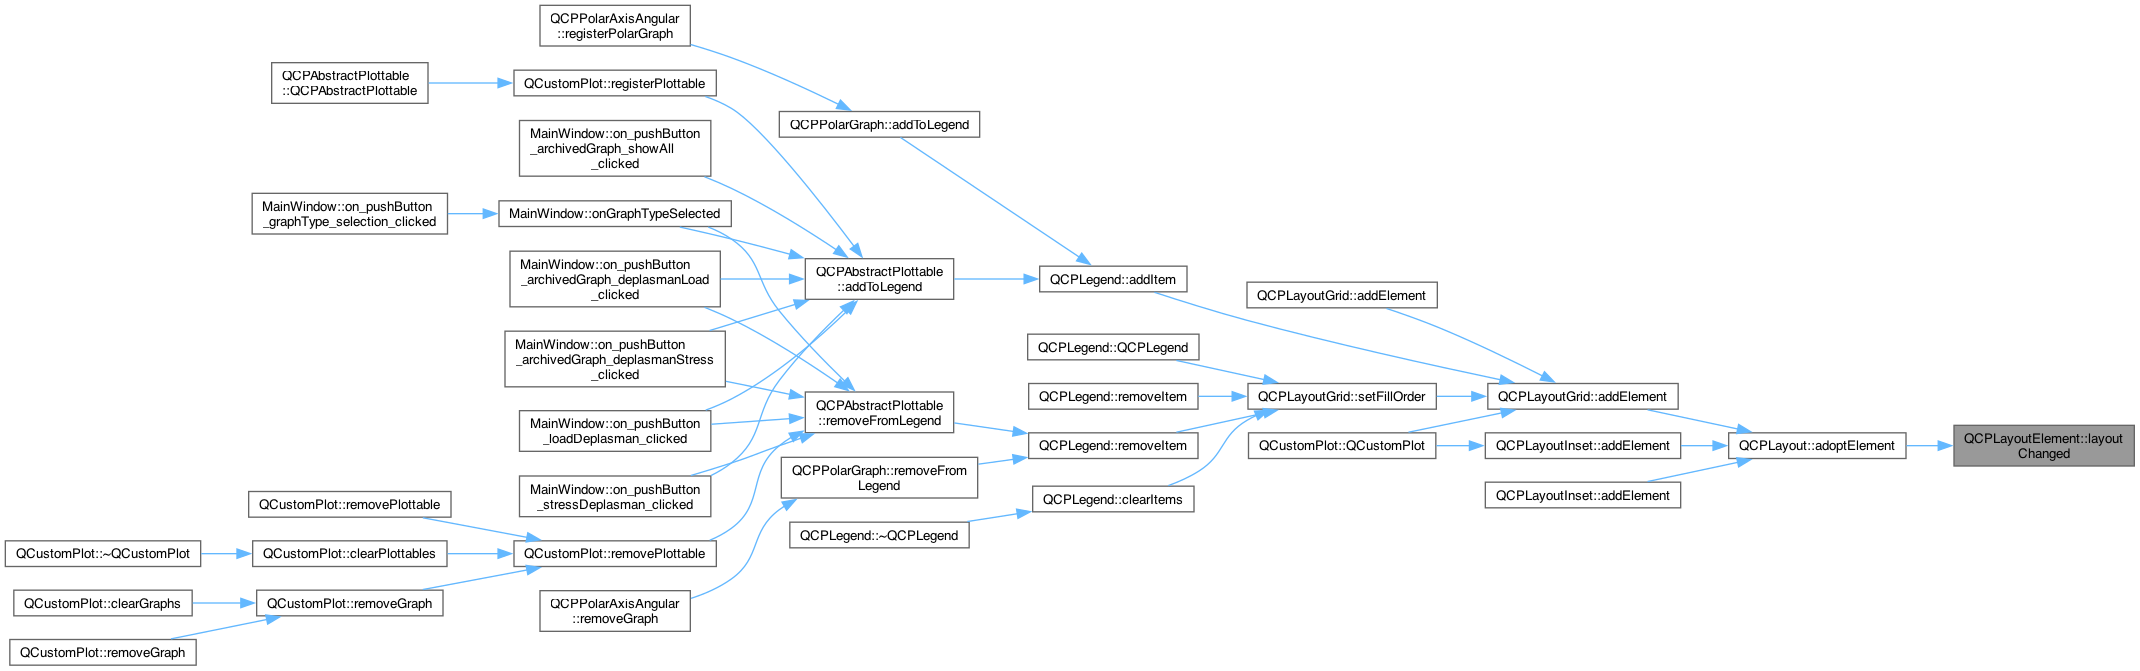 QCPPolarAxisAngular
::registerPolarGraph
QCPAbstractPlottable
::QCPAbstractPlottable
QCustomPlot::registerPlottable
QCPPolarGraph::addToLegend
MainWindow::on_pushButton
_archivedGraph_showAll
_clicked
MainWindow::on_pushButton
_graphType_selection_clicked
MainWindow::onGraphTypeSelected
MainWindow::on_pushButton
_archivedGraph_deplasmanLoad
_clicked
QCPAbstractPlottable
::addToLegend
QCPLegend::addItem
QCPLayoutGrid::addElement
MainWindow::on_pushButton
_archivedGraph_deplasmanStress
_clicked
QCPLegend::QCPLegend
QCPLegend::removeItem
QCPLayoutGrid::setFillOrder
QCPLayoutGrid::addElement
QCPAbstractPlottable
::removeFromLegend
MainWindow::on_pushButton
_loadDeplasman_clicked
QCPLegend::removeItem
QCustomPlot::QCustomPlot
QCPLayoutInset::addElement
QCPLayout::adoptElement
QCPLayoutElement::layout
Changed
QCPPolarGraph::removeFrom
Legend
MainWindow::on_pushButton
_stressDeplasman_clicked
QCPLegend::clearItems
QCPLayoutInset::addElement
QCustomPlot::removePlottable
QCPLegend::~QCPLegend
QCustomPlot::~QCustomPlot
QCustomPlot::clearPlottables
QCustomPlot::removePlottable
QCustomPlot::clearGraphs
QCustomPlot::removeGraph
QCPPolarAxisAngular
::removeGraph
QCustomPlot::removeGraph